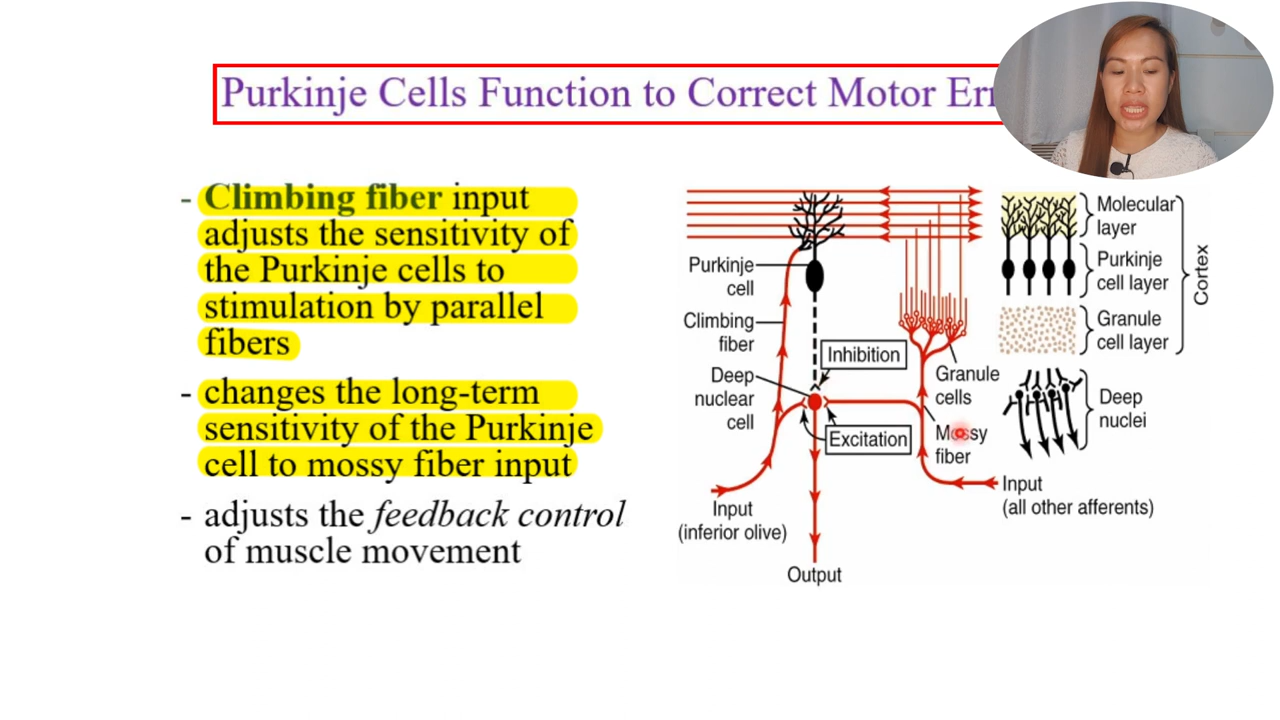 Purkinje Cells Function to Correct Motor
- Climbing fiber input
adjusts the sensitivity of
the Purkinje cells to
stimulation by parallel
fibers
- changes the long-term
sensitivity of the Purkinje
cell to mossy fiber input
- adjusts the feedback control
of muscle movement
Purkinje
cell
Climbing
fiber
Deep
nuclear
cell
Inhibition
Excitation
Granule
cells
Mossy
fiber
Input
(inferior olive)
Input
(all other afferents)
Output
Molecular
layer
Purkinje
cell layer
Granule
cell layer
Cortex
Deep
nuclei